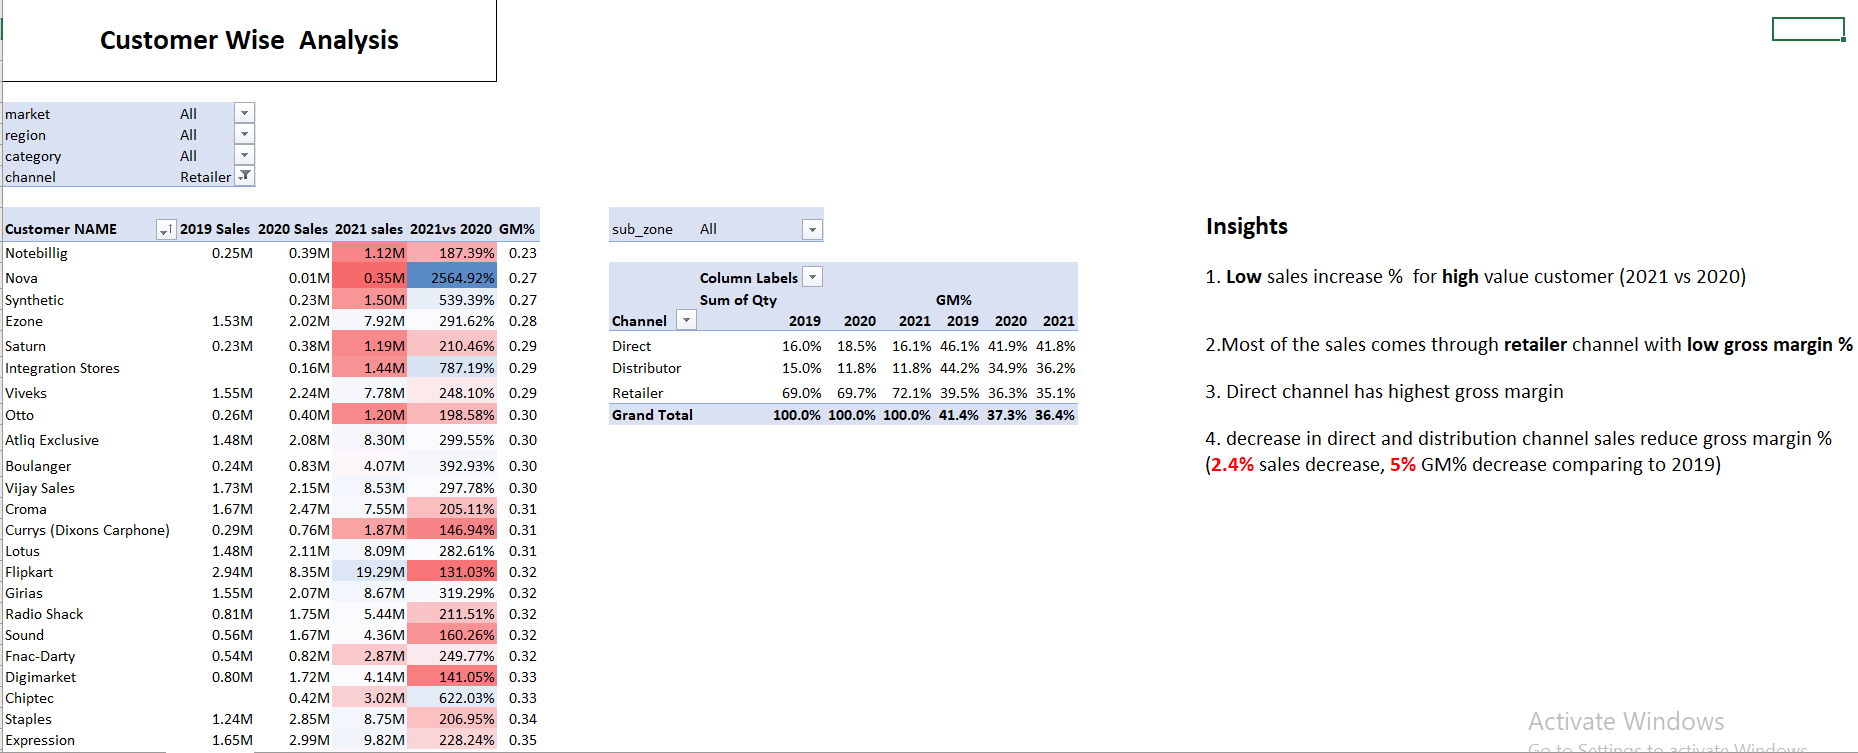 Customer Wise  Analysis
market All
region All
category All
channel Retailer
Customer NAME 2019 Sales 2020 Sales 2021 sales 2021vs 2020 GM%
Notebillig 0.25M 0.39M 1.12M 187.39% 0.23
Nova 0.01M 0.35M 2564.92% 0.27
Synthetic 0.23M 1.50M 539.39% 0.27
Ezone 1.53M 2.02M 7.92M 291.62% 0.28
Saturn 0.23M 0.38M 1.19M 210.46% 0.29
Integration Stores 0.16M 1.44M 787.19% 0.29
Viveks 1.55M 2.24M 7.78M 248.10% 0.29
Otto 0.26M 0.40M 1.20M 198.58% 0.30
Atliq Exclusive 1.48M 2.08M 8.30M 299.55% 0.30
Boulanger 0.24M 0.83M 4.07M 392.93% 0.30
Vijay Sales 1.73M 2.15M 8.53M 297.78% 0.30
Croma 1.67M 2.47M 7.55M 205.11% 0.31
Currys (Dixons Carphone) 0.29M 0.76M 1.87M 146.94% 0.31
Lotus 1.48M 2.11M 8.09M 282.61% 0.31
Flipkart 2.94M 8.35M 19.29M 131.03% 0.32
Girias 1.55M 2.07M 8.67M 319.29% 0.32
Radio Shack 0.81M 1.75M 5.44M 211.51% 0.32
Sound 0.56M 1.67M 4.36M 160.26% 0.32
Fnac-Darty 0.54M 0.82M 2.87M 249.77% 0.32
Digimarket 0.80M 1.72M 4.14M 141.05% 0.33
Chiptec 0.42M 3.02M 622.03% 0.33
Staples 1.24M 2.85M 8.75M 206.95% 0.34
Expression 1.65M 2.99M 9.82M 228.24% 0.35
sub_zone All
Column Labels
Sum of Qty GM%
Channel 2019 2020 2021 2019 2020 2021
Direct 16.0% 18.5% 16.1% 46.1% 41.9% 41.8%
Distributor 15.0% 11.8% 11.8% 44.2% 34.9% 36.2%
Retailer 69.0% 69.7% 72.1% 39.5% 36.3% 35.1%
Grand Total 100.0% 100.0% 100.0% 41.4% 37.3% 36.4%
Insights
1. Low sales increase %  for high value customer (2021 vs 2020)
2.Most of the sales comes through retailer channel with low gross margin %
3. Direct channel has highest gross margin
4. decrease in direct and distribution channel sales reduce gross margin %
(2.4% sales decrease, 5% GM% decrease comparing to 2019)
Activate Windows
Go to Settings to activate Windows